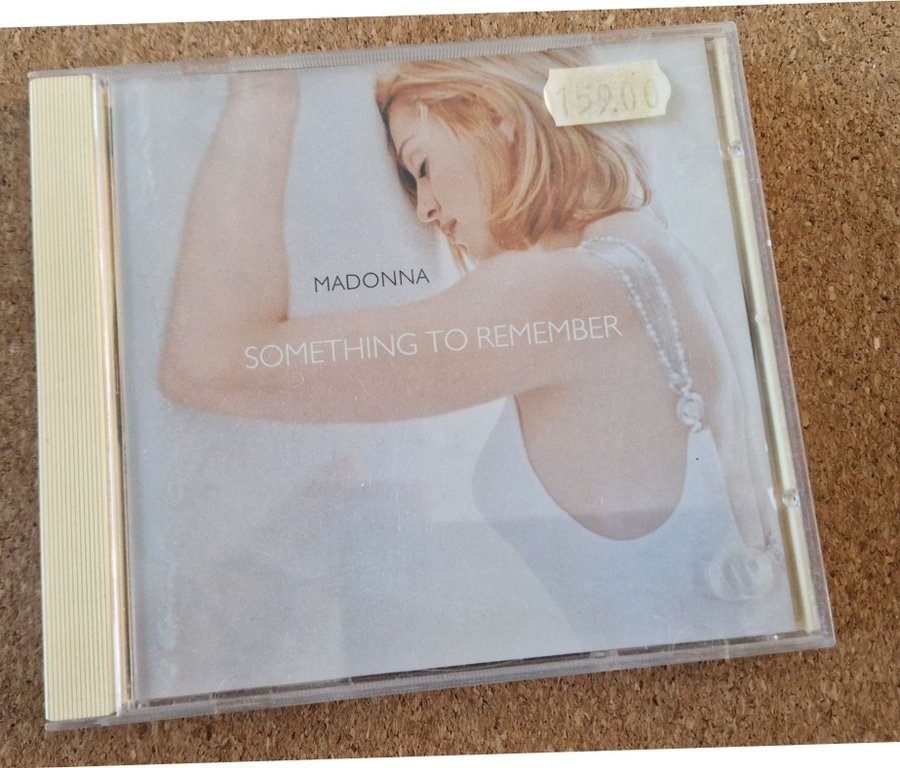 159.00
MADONNA
SOMETHING TO REMEMBER